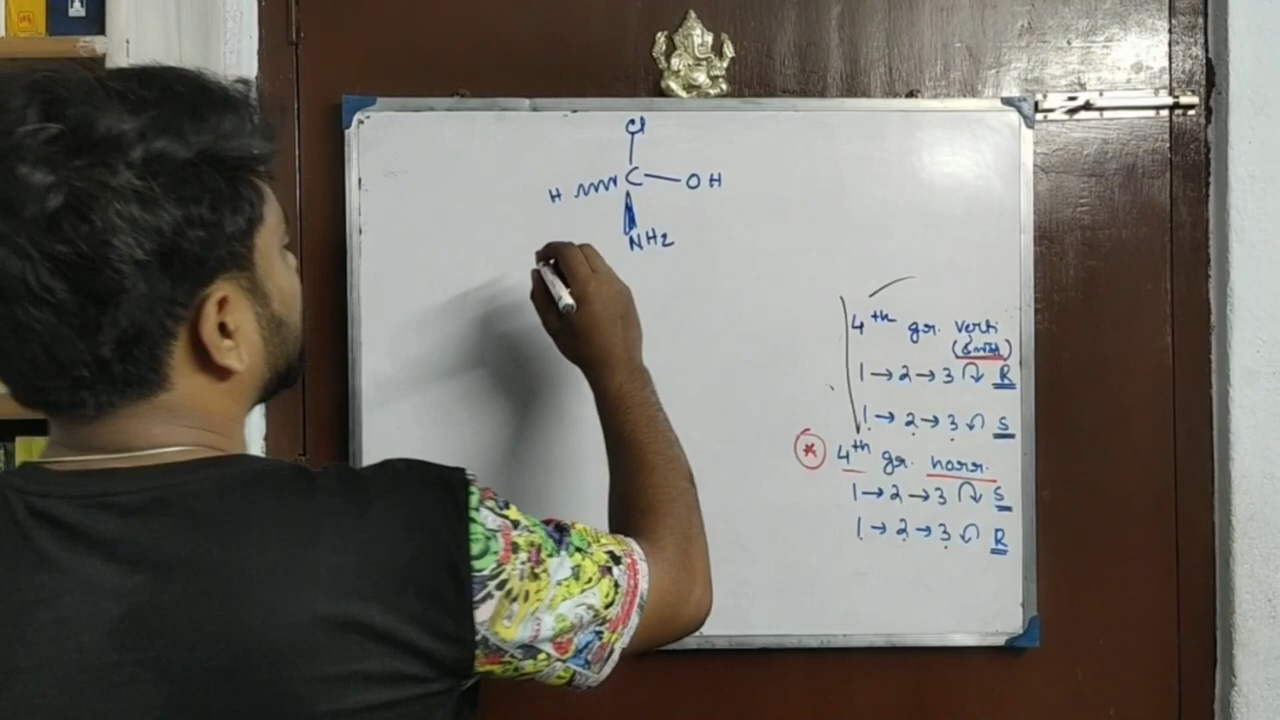 Cl
H C OH
NH2
4th gr. verti
1 → 2 → 3 R
1 → 2 → 3 S
* 4th gr. horr.
1 → 2 → 3 S
1 → 2 → 3 R